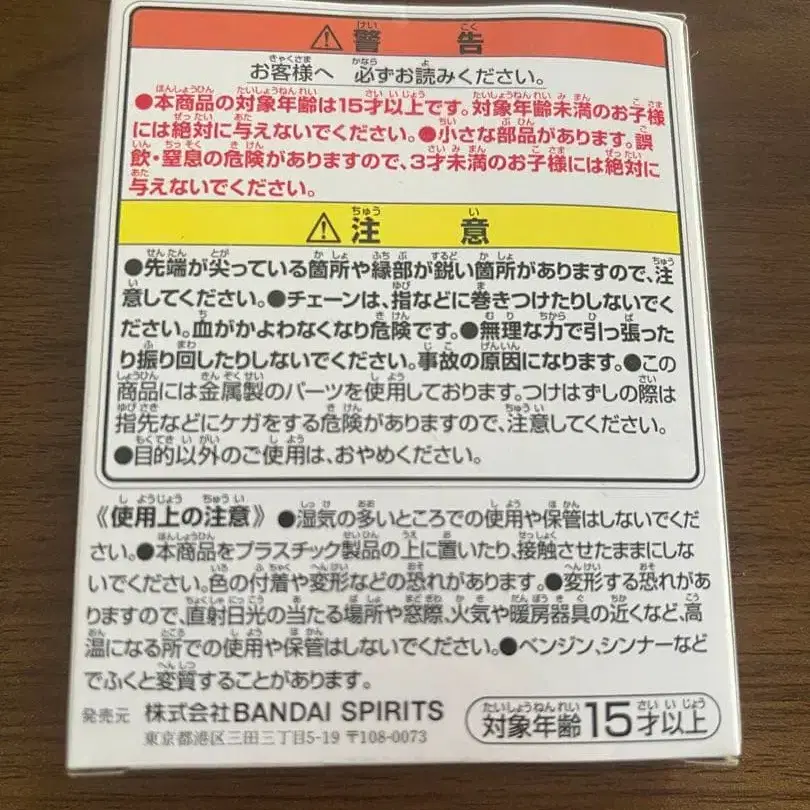 ⚠警告
お客様へ 必ずお読みください。
●本商品の対象年齢は15才以上です。対象年齢未満のお子様
には絶対に与えないでください。●小さな部品があります。誤
飲・窒息の危険がありますので、3才未満のお子様には絶対に
与えないでください。
⚠注意
●先端が尖っている箇所や縁部が鋭い箇所がありますので、注
意してください。●チェーンは、指などに巻きつけたりしないでく
ださい。血がかよわなくなり危険です。●無理な力で引っ張った
り振り回したりしないでください。事故の原因になります。●この
商品には金属製のパーツを使用しております。つけはずしの際は
指先などにケガをする危険がありますので、注意してください。
●目的以外のご使用は、おやめください。
《使用上の注意》●湿気の多いところでの使用や保管はしないでくだ
さい。●本商品をプラスチック製品の上に置いたり、接触させたままにしな
いでください。色の付着や変形などの恐れがあります。●変形する恐れがあ
りますので、直射日光の当たる場所や窓際、火気や暖房器具の近くなど、高
温になる所での使用や保管はしないでください。●ベンジン、シンナーなど
でふくと変質することがあります。
発売元 株式会社BANDAI SPIRITS
東京都港区三田三丁目5-19 〒108-0073
対象年齢15才以上